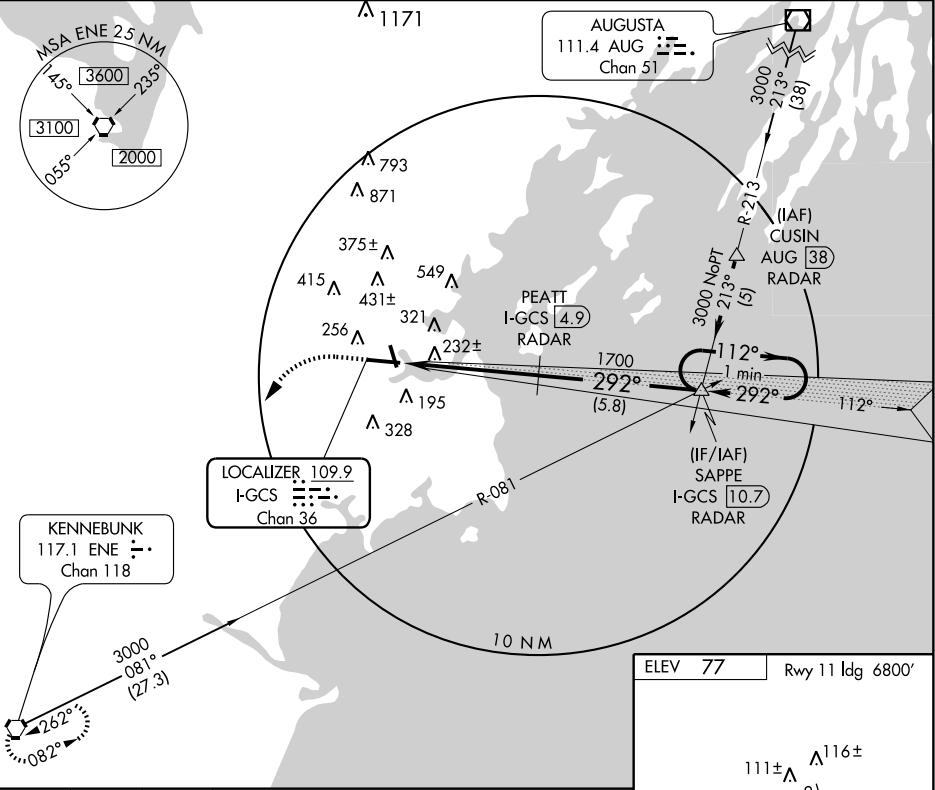 1171
MSA ENE 25 NM
145°
3600
235°
3100
2000
055°
AUGUSTA
111.4 AUG
Chan 51
3000
213°
(38)
R-213
(IAF)
CUSIN
AUG 38
RADAR
3000 NoPT
213°
(5)
793
871
375±
415
431±
549
321
256
232±
195
328
PEATT
I-GCS 4.9
RADAR
1700
292°
(5.8)
112°
1 min
292°
112°
(IF/IAF)
SAPPE
I-GCS 10.7
RADAR
LOCALIZER 109.9
I-GCS
Chan 36
R-081
KENNEBUNK
117.1 ENE
Chan 118
3000
081°
(27.3)
262°
082°
10 NM
ELEV 77
Rwy 11 ldg 6800'
111±
116±